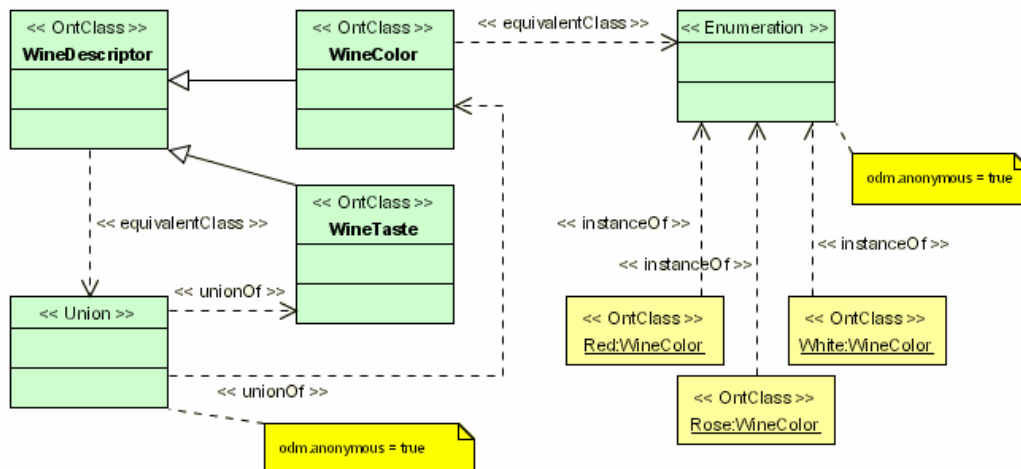 << OntClass >>
WineDescriptor
<< OntClass >>
WineColor
<< equivalentClass >>
<< Enumeration >>
odm.anonymous = true
<< OntClass >>
WineTaste
<< equivalentClass >>
<< instanceOf >>
<< instanceOf >>
<< instanceOf >>
<< Union >>
<< unionOf >>
<< unionOf >>
<< OntClass >>
Red:WineColor
<< OntClass >>
White:WineColor
<< OntClass >>
Rose:WineColor
odm.anonymous = true